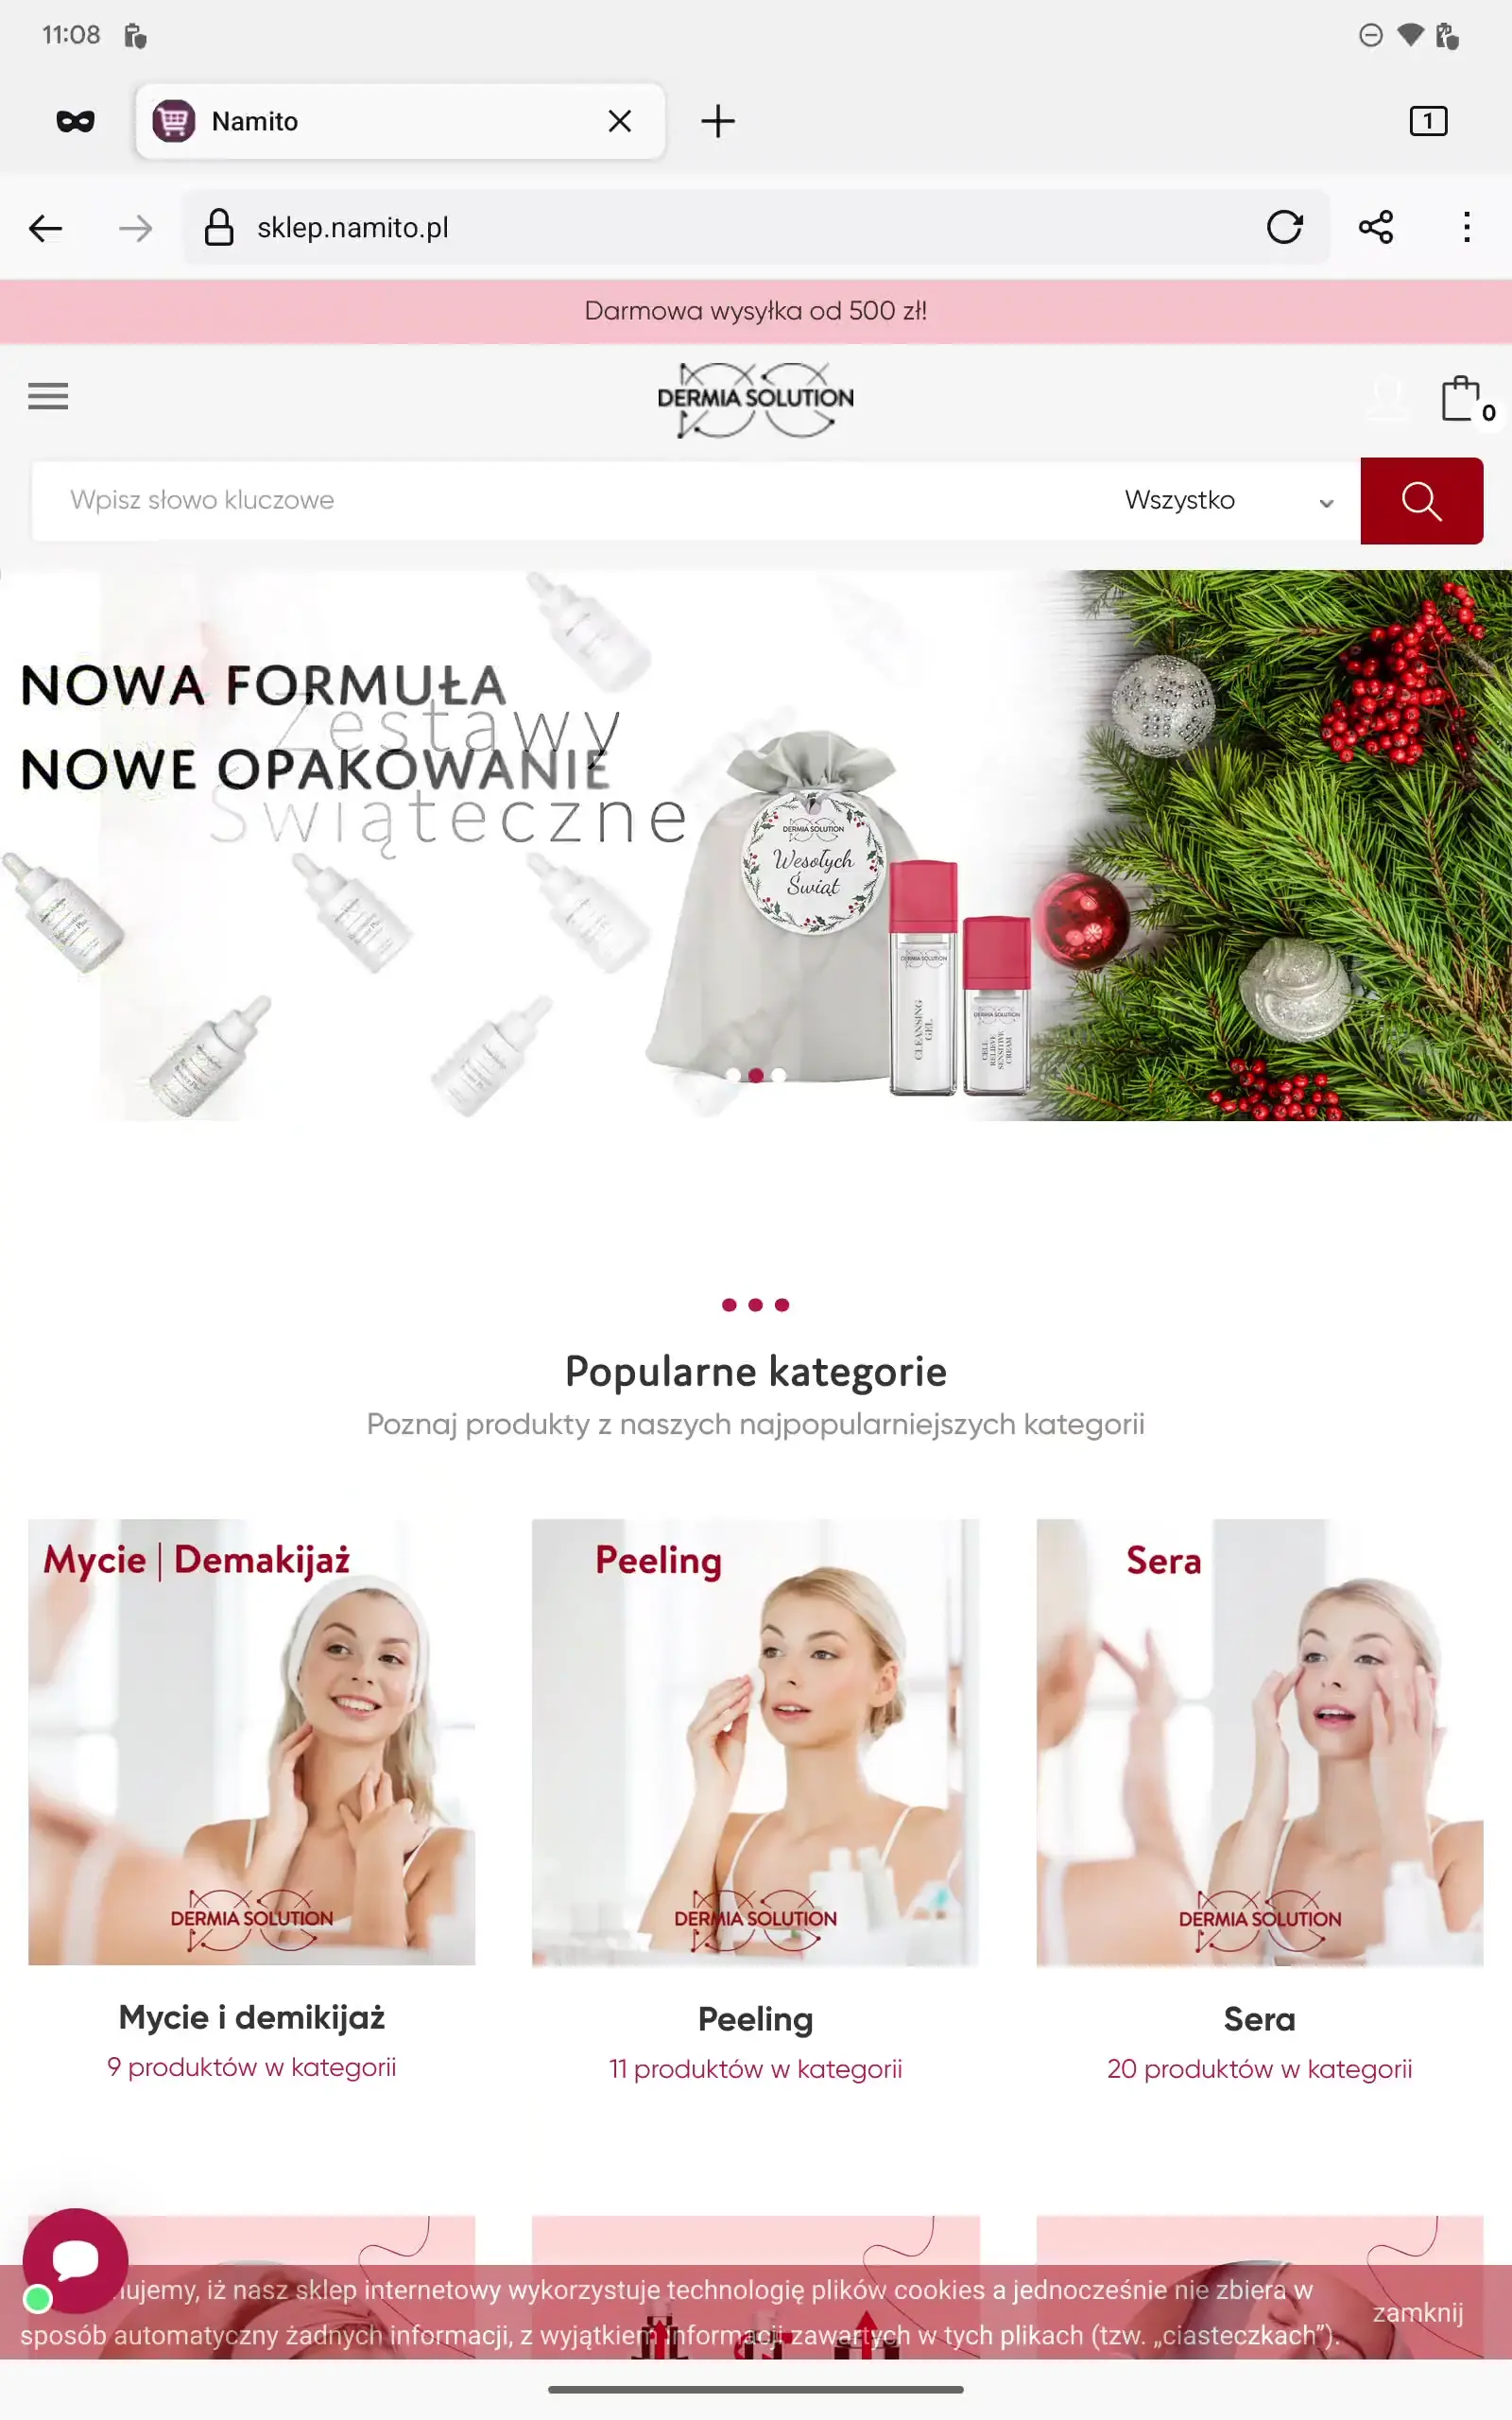 11:08
Namito
1
sklep.namito.pl
Darmowa wysyłka od 500 zł!
DERMIA SOLUTION
0
Wpisz słowo kluczowe
Wszystko
NOWA FORMUŁA
Zestawy
NOWE OPAKOWANIE
Świąteczne
DERMIA SOLUTION
Wesołych
Świąt
DERMIA SOLUTION
CLEANSING
GEL
DERMIA SOLUTION
CELL
RELIEVE
SENSITIVE
CREAM
Popularne kategorie
Poznaj produkty z naszych najpopularniejszych kategorii
Mycie | Demakijaż
DERMIA SOLUTION
Peeling
DERMIA SOLUTION
Sera
DERMIA SOLUTION
Mycie i demikijaż
9 produktów w kategorii
Peeling
11 produktów w kategorii
Sera
20 produktów w kategorii
iż nasz sklep internetowy wykorzystuje technologię plików cookies a jednocześnie nie zbiera w
sposób automatyczny żadnych informacji, z wyjątkiem informacji zawartych w tych plikach (tzw. „ciasteczkach”).
zamknij